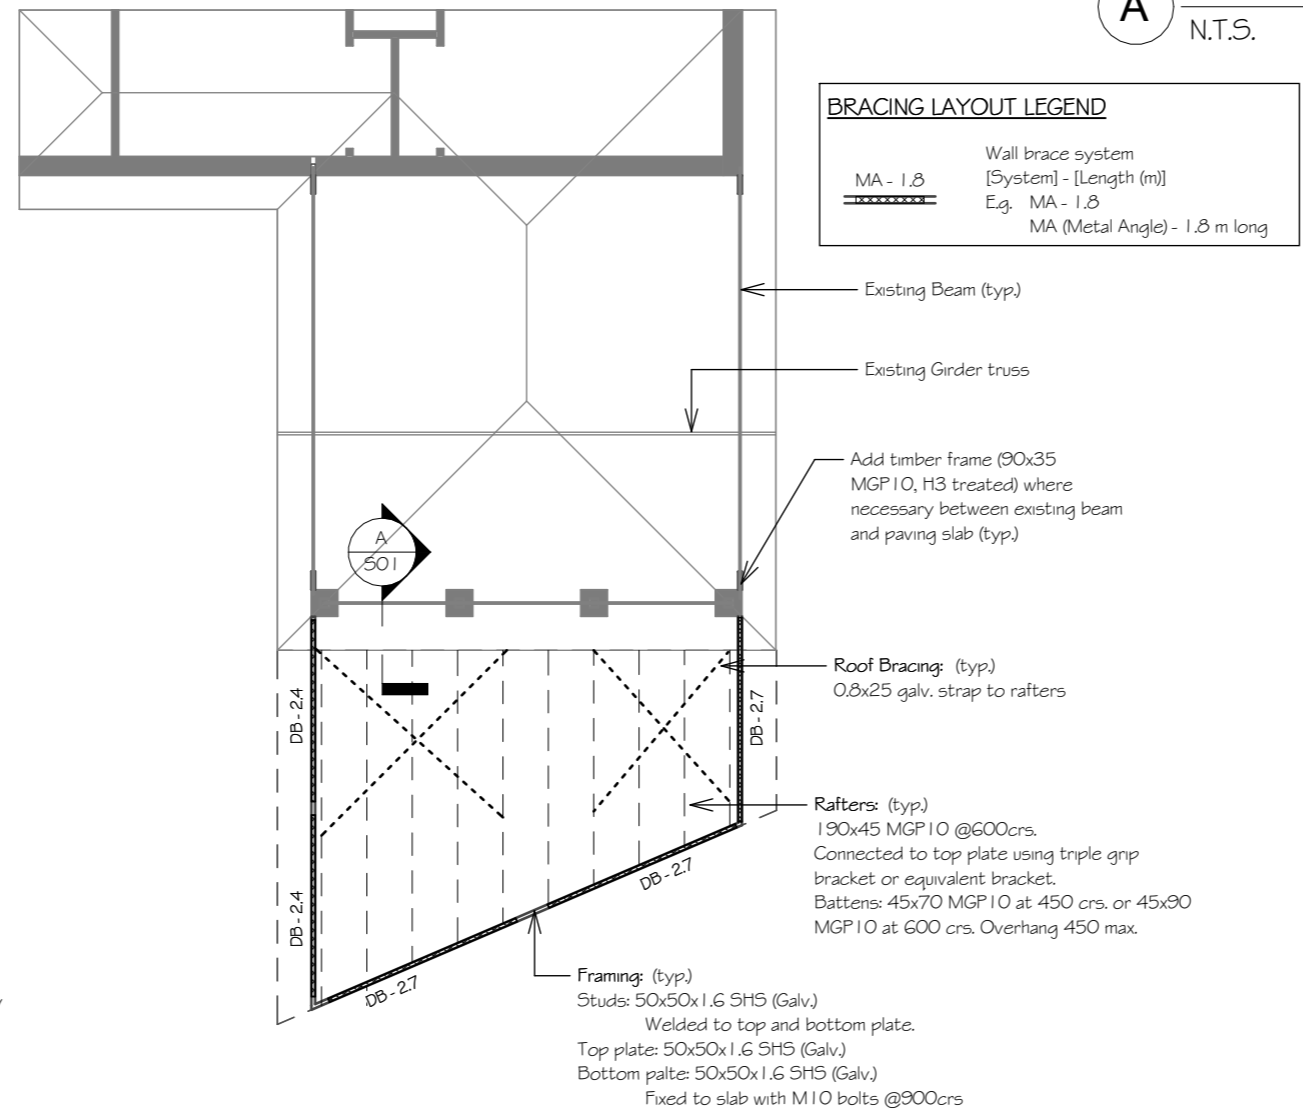 A
N.T.S.
BRACING LAYOUT LEGEND
MA - 1.8
Wall brace system
[System] - [Length (m)]
E.g. MA - 1.8
MA (Metal Angle) - 1.8 m long
Existing Beam (typ.)
Existing Girder truss
Add timber frame (90x35
MGP10, H3 treated) where
necessary between existing beam
and paving slab (typ.)
A
S01
Roof Bracing: (typ.)
0.8x25 galv. strap to rafters
DB - 2.4
DB - 2.7
Rafters: (typ.)
190x45 MGP10 @600crs.
Connected to top plate using triple grip
bracket or equivalent bracket.
Battens: 45x70 MGP10 at 450 crs. or 45x90
MGP10 at 600 crs. Overhang 450 max.
DB - 2.7
DB - 2.4
DB - 2.7
Framing: (typ.)
Studs: 50x50x1.6 SHS (Galv.)
Welded to top and bottom plate.
Top plate: 50x50x1.6 SHS (Galv.)
Bottom palte: 50x50x1.6 SHS (Galv.)
Fixed to slab with M10 bolts @900crs